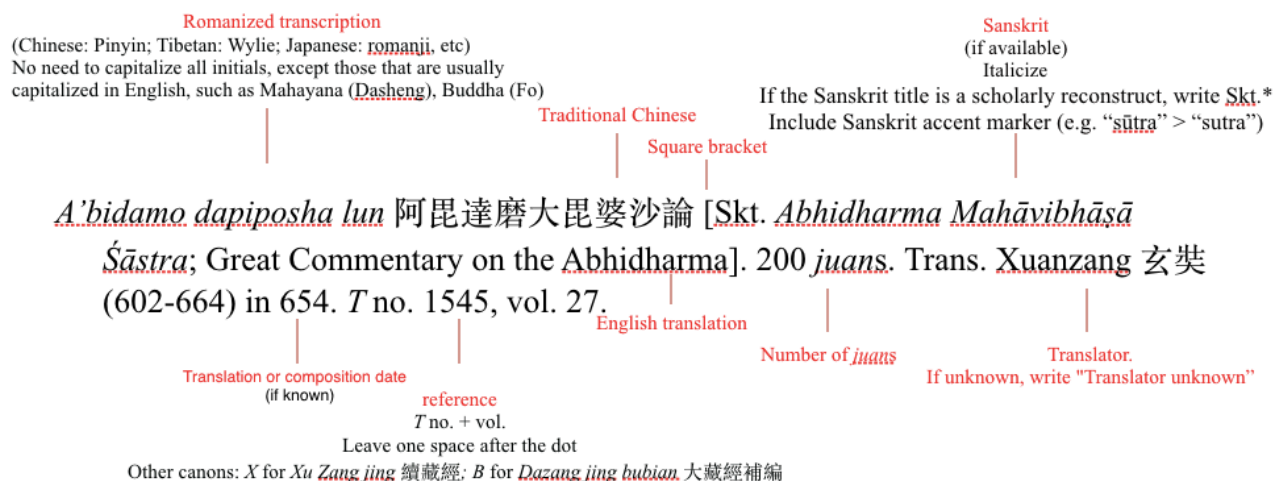 Romanized transcription
(Chinese: Pinyin; Tibetan: Wylie; Japanese: romanji, etc)
No need to capitalize all initials, except those that are usually
capitalized in English, such as Mahayana (Dasheng), Buddha (Fo)
Sanskrit
(if available)
Italicize
If the Sanskrit title is a scholarly reconstruct, write Skt.*
Include Sanskrit accent marker (e.g. “sūtra” > “sutra”)
Traditional Chinese
Square bracket
A’bidamo dapiposha lun 阿毘達磨大毘婆沙論 [Skt. Abhidharma Mahāvibhāṣā
Śāstra; Great Commentary on the Abhidharma]. 200 juans. Trans. Xuanzang 玄奘
(602-664) in 654. T no. 1545, vol. 27.
English translation
Number of juans
Translator.
If unknown, write "Translator unknown”
Translation or composition date
(if known)
reference
T no. + vol.
Leave one space after the dot
Other canons: X for Xu Zang jing 續藏經; B for Dazang jing bubian 大藏經補編